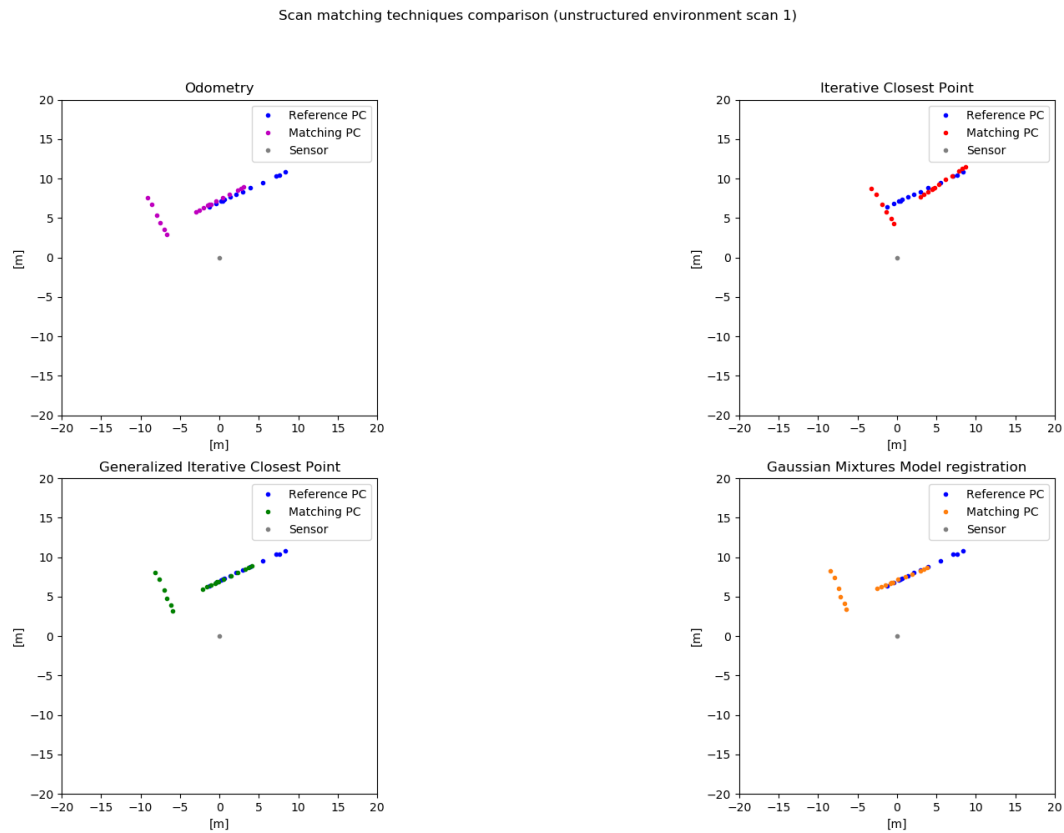 Scan matching techniques comparison (unstructured environment scan 1)
Odometry
20
15
10
5
0
−5
−10
−15
−20
[m]
−20 −15 −10 −5 0 5 10 15 20
[m]
Reference PC
Matching PC
Sensor
Iterative Closest Point
20
15
10
5
0
−5
−10
−15
−20
[m]
−20 −15 −10 −5 0 5 10 15 20
[m]
Reference PC
Matching PC
Sensor
Generalized Iterative Closest Point
20
15
10
5
0
−5
−10
−15
−20
[m]
−20 −15 −10 −5 0 5 10 15 20
[m]
Reference PC
Matching PC
Sensor
Gaussian Mixtures Model registration
20
15
10
5
0
−5
−10
−15
−20
[m]
−20 −15 −10 −5 0 5 10 15 20
[m]
Reference PC
Matching PC
Sensor